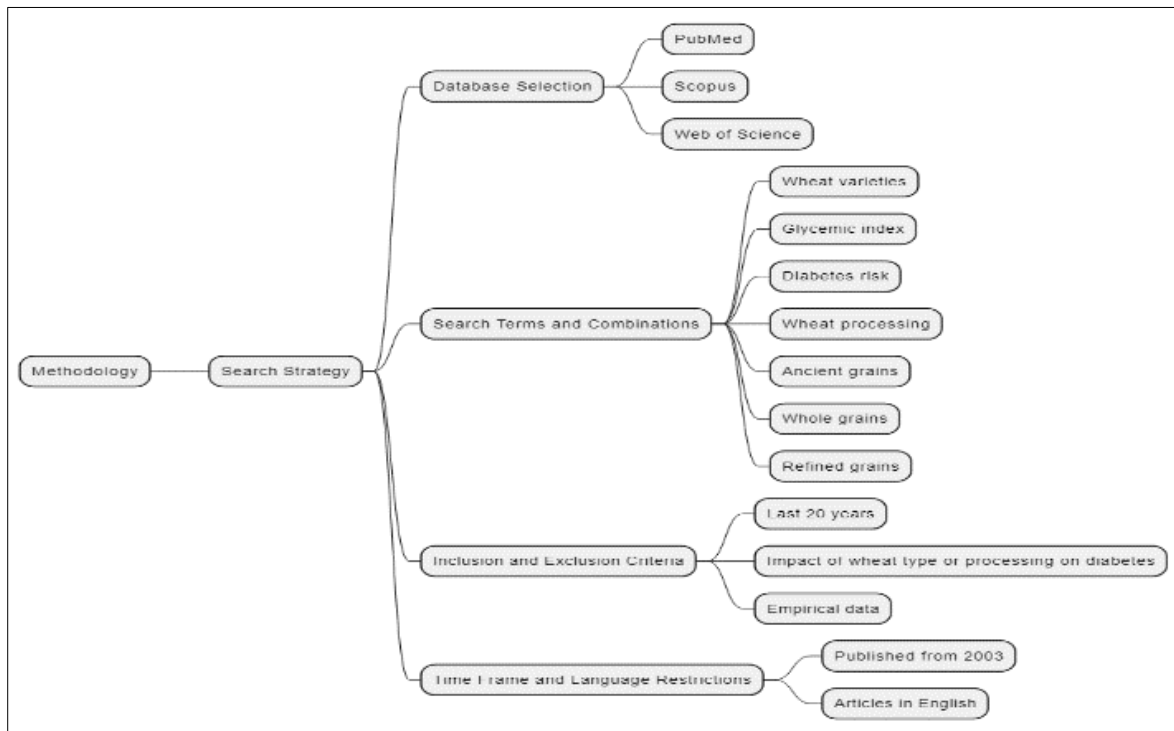 Methodology
Search Strategy
Database Selection
PubMed
Scopus
Web of Science
Search Terms and Combinations
Wheat varieties
Glycemic index
Diabetes risk
Wheat processing
Ancient grains
Whole grains
Refined grains
Inclusion and Exclusion Criteria
Last 20 years
Impact of wheat type or processing on diabetes
Empirical data
Time Frame and Language Restrictions
Published from 2003
Articles in English